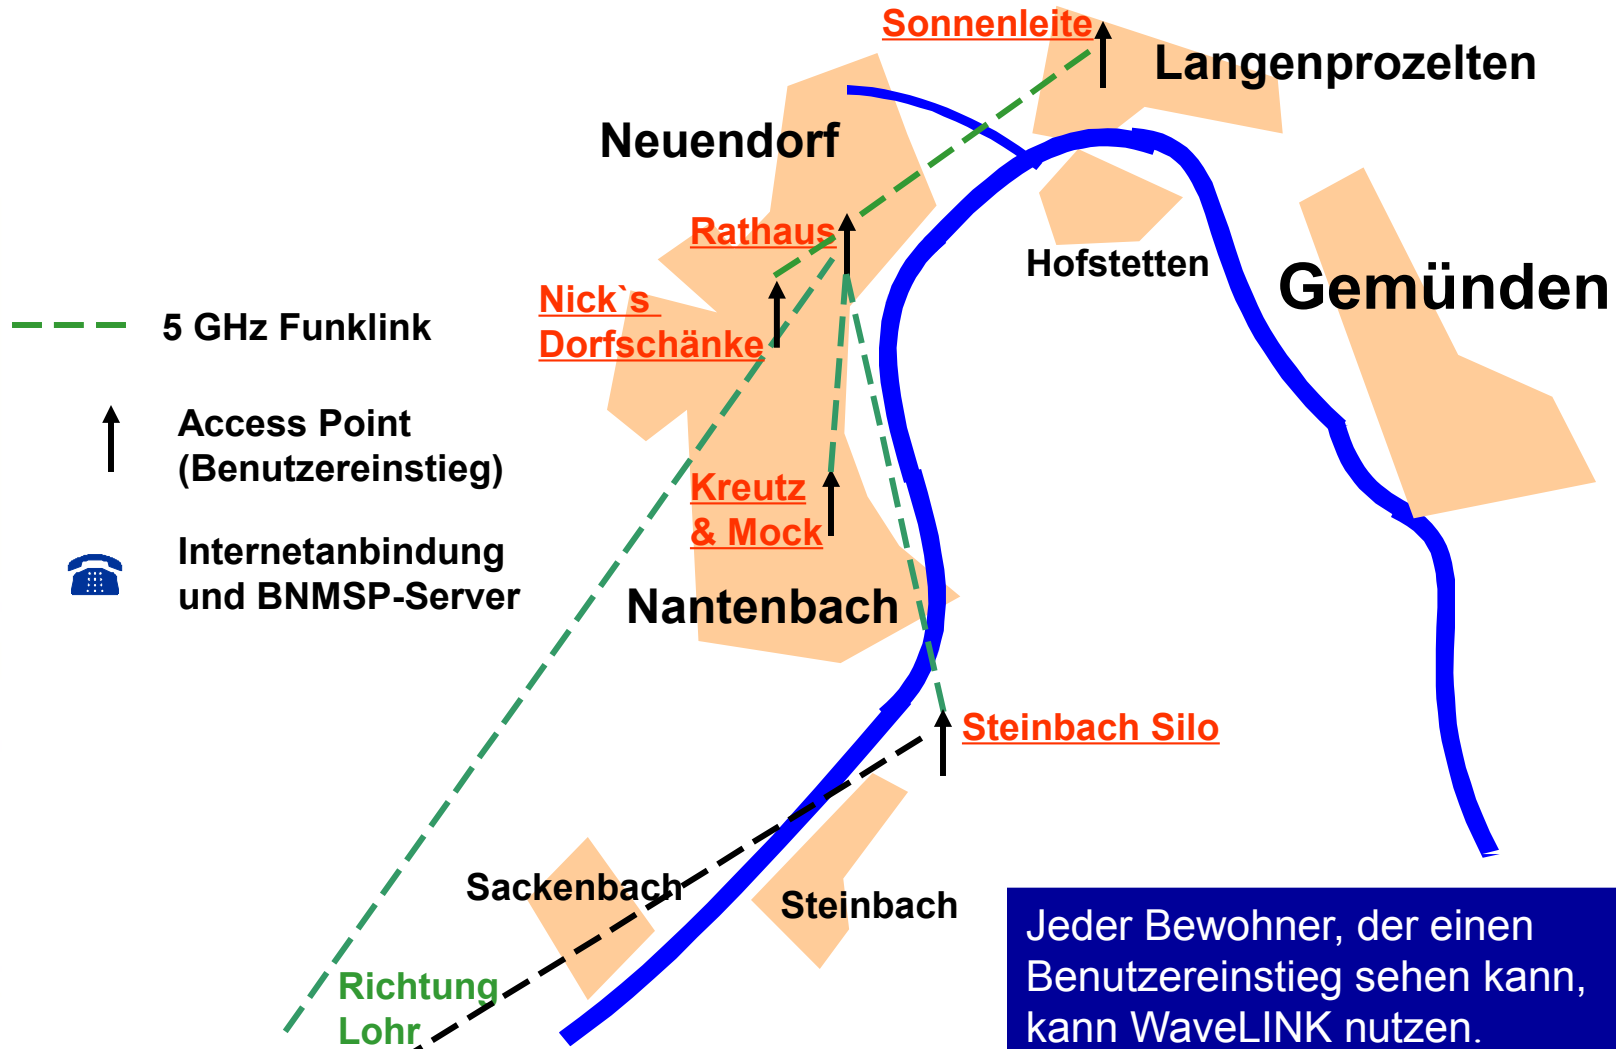 Sonnenleite
Langenprozelten
Neuendorf
Rathaus
Hofstetten
Gemünden
Nick`s
Dorfschänke
5 GHz Funklink
Access Point
(Benutzereinstieg)
Kreutz
& Mock
Internetanbindung
und BNMSP-Server
Nantenbach
Steinbach Silo
Sackenbach
Steinbach
Richtung
Lohr
Jeder Bewohner, der einen
Benutzereinstieg sehen kann,
kann WaveLINK nutzen.